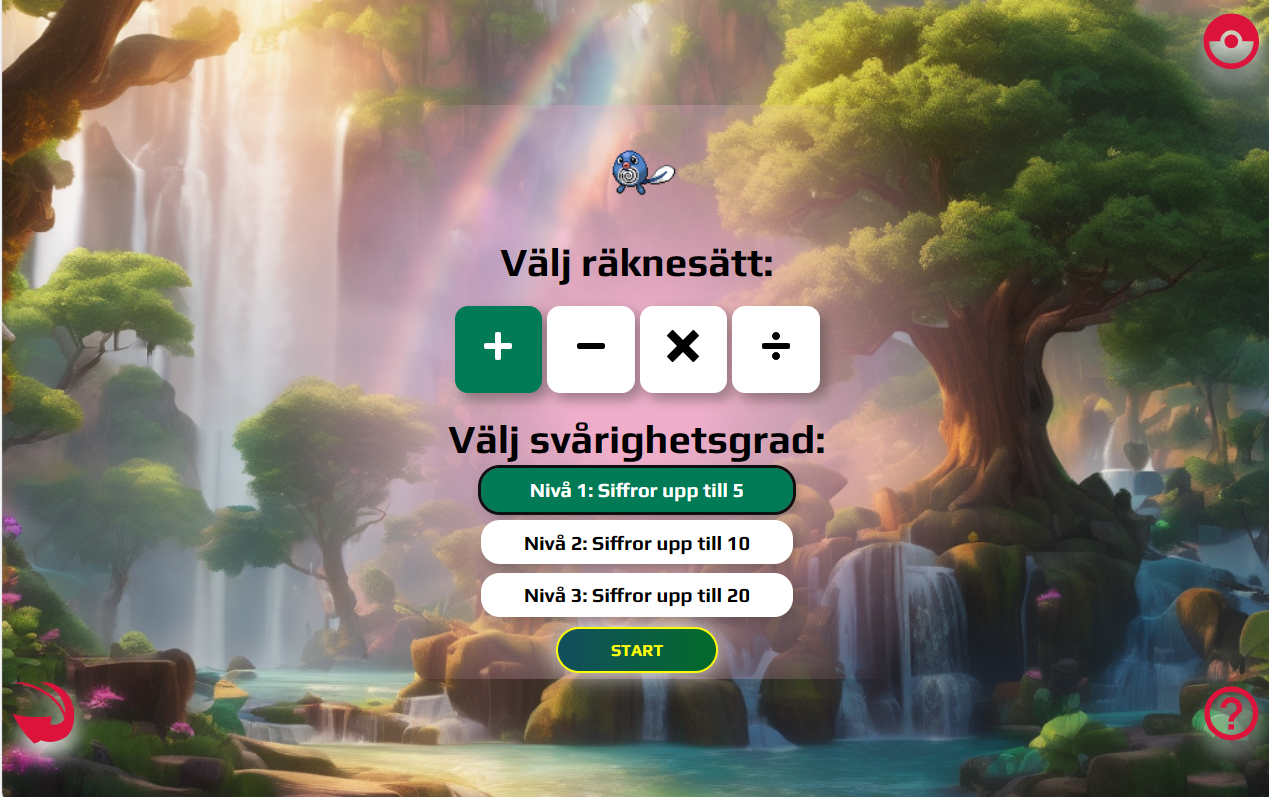 Välj räknesätt:
+ − × ÷
Välj svårighetsgrad:
Nivå 1: Siffror upp till 5
Nivå 2: Siffror upp till 10
Nivå 3: Siffror upp till 20
START
?